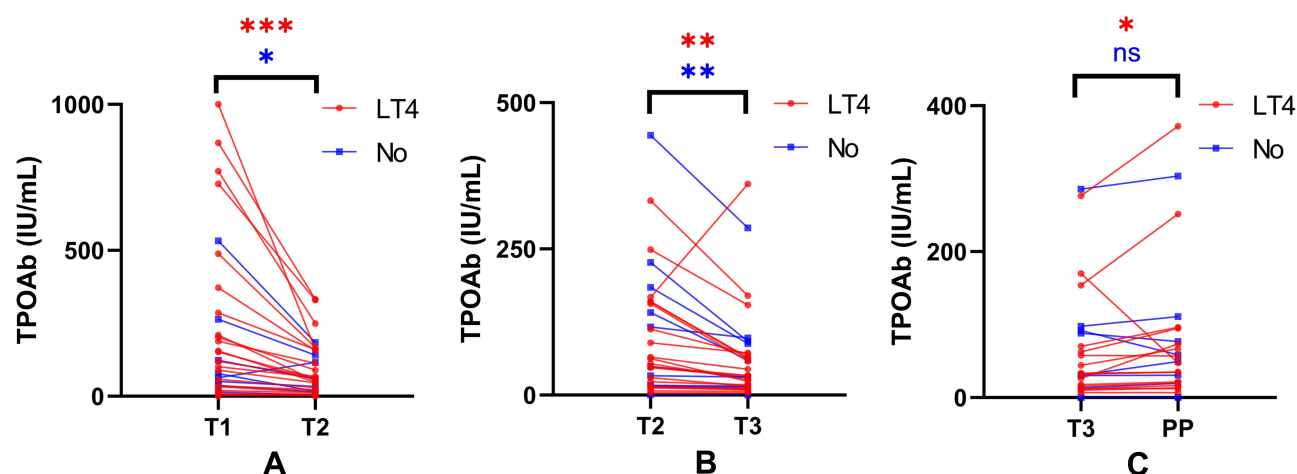 ***
*
1000
500
0
TPOAb (IU/mL)
LT4
No
T1 T2
A
**
**
500
250
0
TPOAb (IU/mL)
LT4
No
T2 T3
B
*
ns
400
200
0
TPOAb (IU/mL)
LT4
No
T3 PP
C